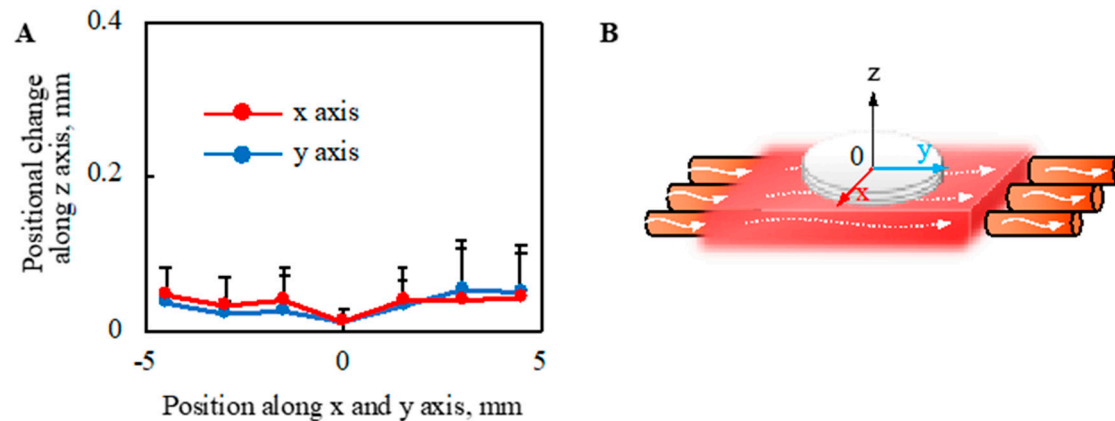 A
0.4
0.2
0
Positional change
along z axis, mm
x axis
y axis
-5
0
5
Position along x and y axis, mm
B
z
0
y
x